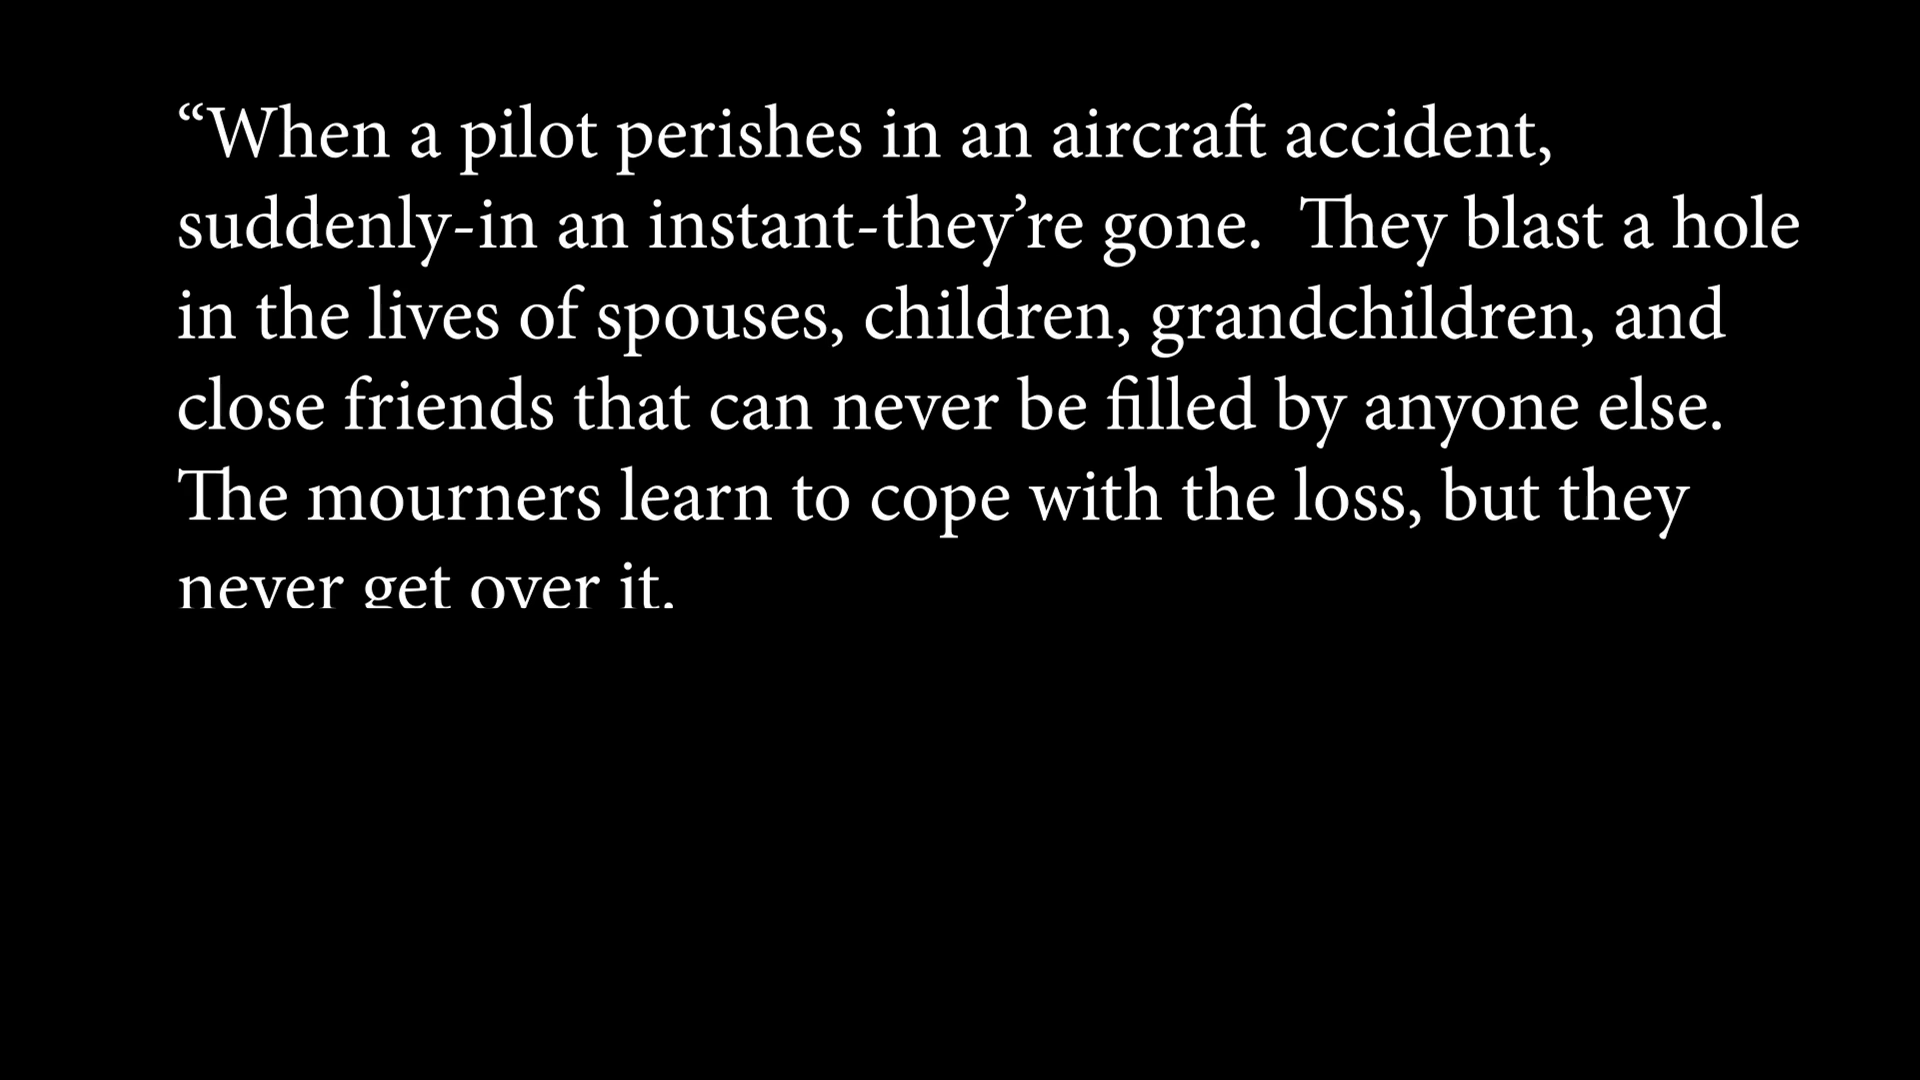 “When a pilot perishes in an aircraft accident,
suddenly-in an instant-they’re gone.  They blast a hole
in the lives of spouses, children, grandchildren, and
close friends that can never be filled by anyone else.
The mourners learn to cope with the loss, but they
never get over it.